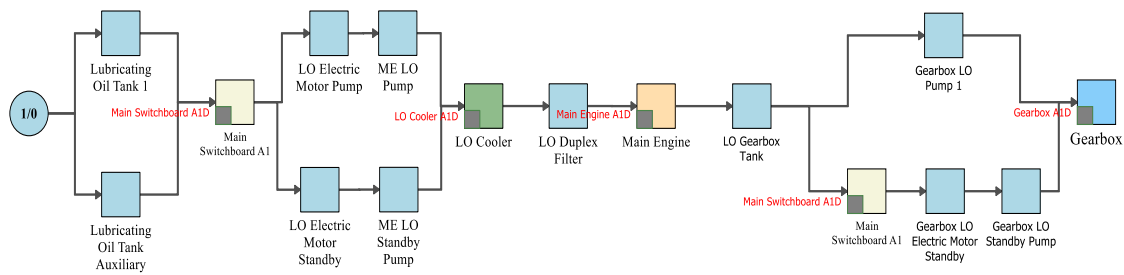 1/0
Lubricating
Oil Tank 1
Lubricating
Oil Tank
Auxiliary
Main Switchboard A1D
Main
Switchboard A1
LO Electric
Motor Pump
ME LO
Pump
LO Electric
Motor
Standby
ME LO
Standby
Pump
LO Cooler A1D
LO Cooler
LO Duplex
Filter
Main Engine A1D
Main Engine
LO Gearbox
Tank
Gearbox LO
Pump 1
Main Switchboard A1D
Main
Switchboard A1
Gearbox LO
Electric Motor
Standby
Gearbox LO
Standby Pump
Gearbox A1D
Gearbox